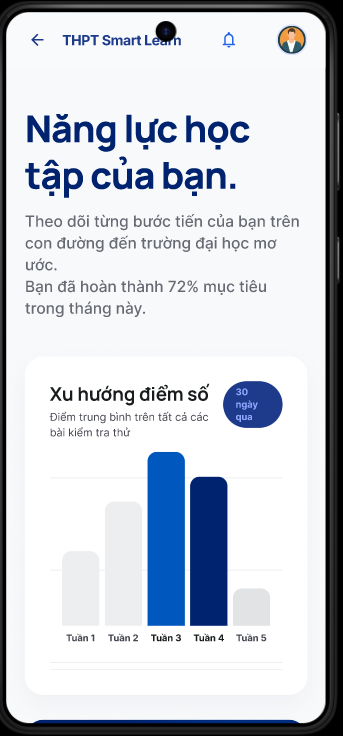 THPT Smart Learn
Năng lực học
tập của bạn.
Theo dõi từng bước tiến của bạn trên
con đường đến trường đại học mơ
ước.
Bạn đã hoàn thành 72% mục tiêu
trong tháng này.
Xu hướng điểm số
30
ngày
qua
Điểm trung bình trên tất cả các
bài kiểm tra thử
Tuần 1 Tuần 2 Tuần 3 Tuần 4 Tuần 5